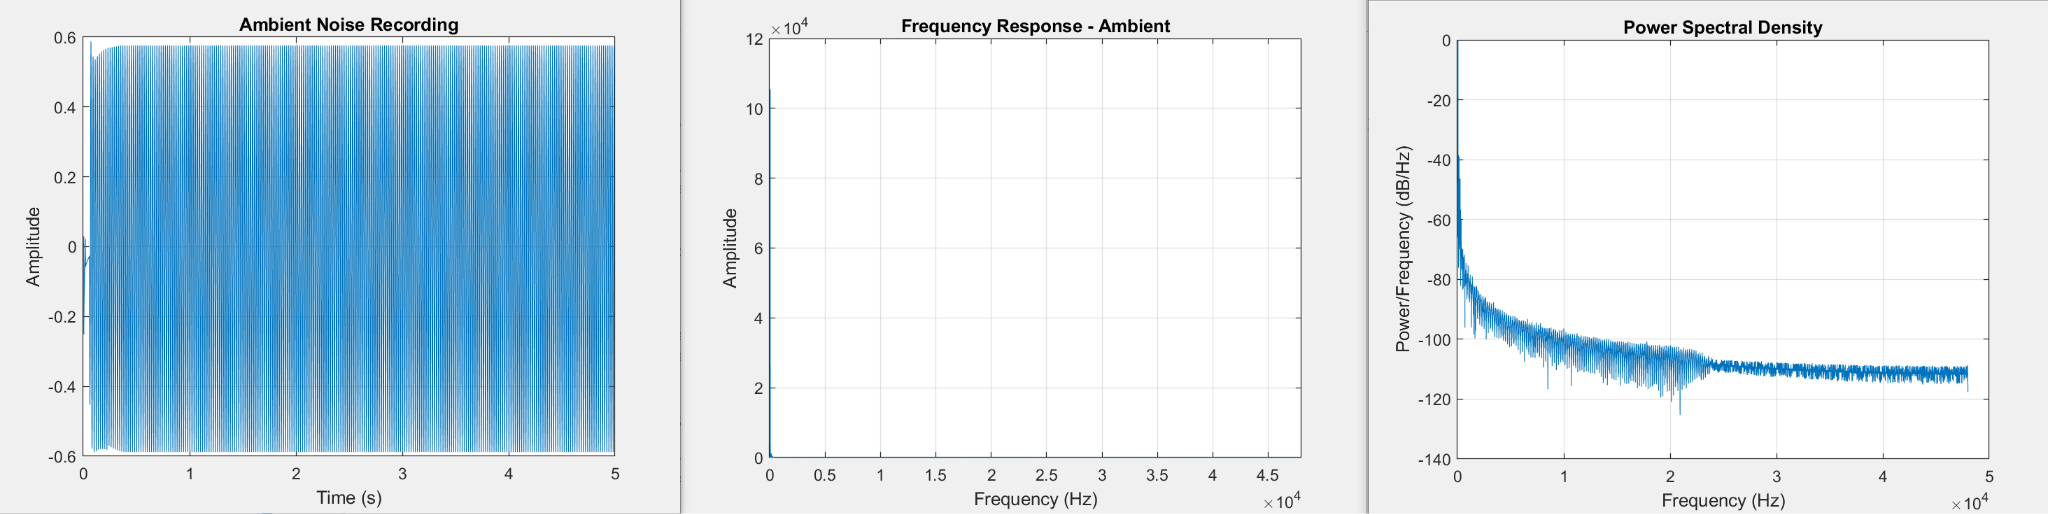 Ambient Noise Recording
0.6
0.4
0.2
0
-0.2
-0.4
-0.6
Amplitude
0 1 2 3 4 5
Time (s)
Frequency Response - Ambient
×10⁴
12
10
8
6
4
2
0
Amplitude
0 0.5 1 1.5 2 2.5 3 3.5 4 4.5
Frequency (Hz)
×10⁴
Power Spectral Density
0
-20
-40
-60
-80
-100
-120
-140
Power/Frequency (dB/Hz)
0 1 2 3 4 5
Frequency (Hz)
×10⁴